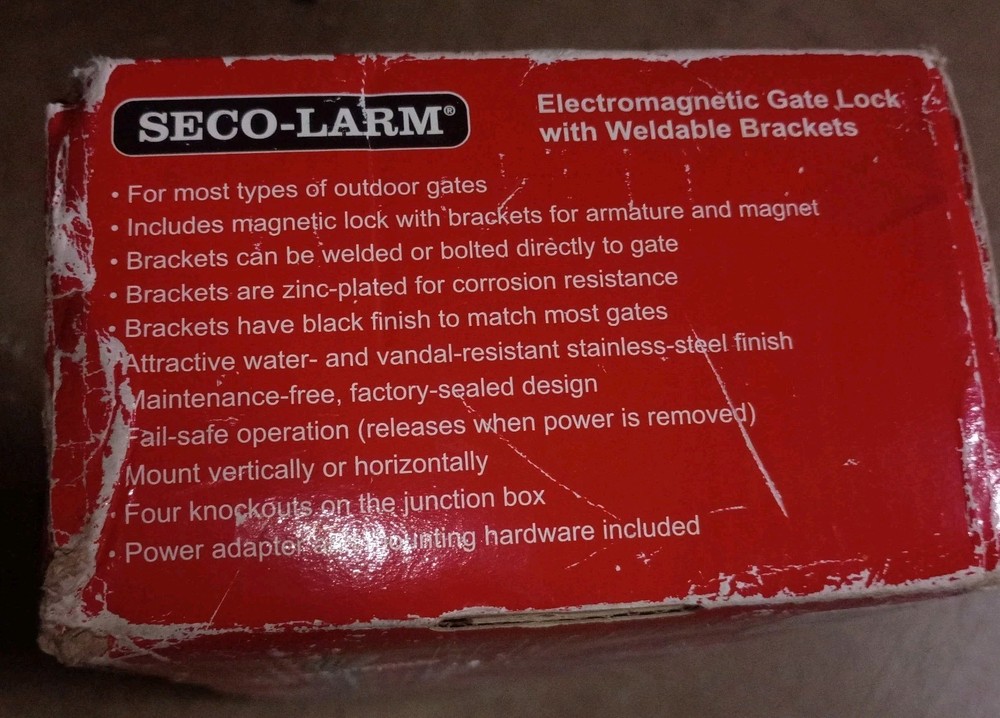 SECO-LARM®
Electromagnetic Gate Lock
with Weldable Brackets
• For most types of outdoor gates
• Includes magnetic lock with brackets for armature and magnet
• Brackets can be welded or bolted directly to gate
• Brackets are zinc-plated for corrosion resistance
• Brackets have black finish to match most gates
Attractive water- and vandal-resistant stainless-steel finish
Maintenance-free, factory-sealed design
Fail-safe operation (releases when power is removed)
Mount vertically or horizontally
• Four knockouts on the junction box
• Power adapter and mounting hardware included